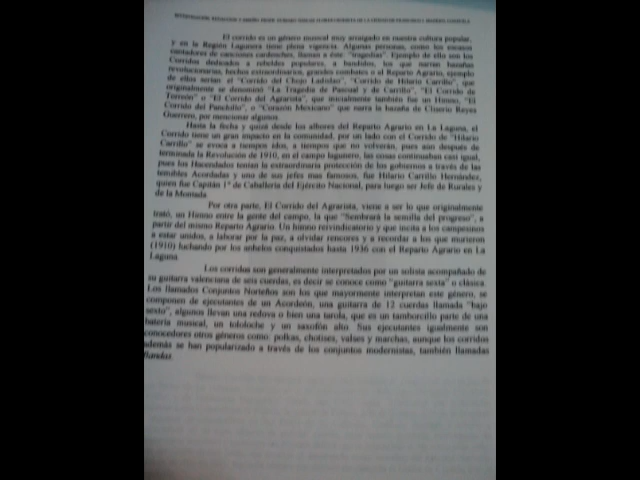 El corrido es un género musical muy arraigado en nuestra cultura popular,
y en la Región Lagunera tiene plena vigencia. Algunas personas, como los
cantadores de canciones cardenches, llaman a éste "tragedias". Ejemplo de ello son los
Corridos dedicados a rebeldes populares, a bandidos, los que narran hazañas
revolucionarias, hechos extraordinarios, grandes combates o el Reparto Agrario, ejemplo
de ellos serían el "Corrido del Chojo Ladislao", "Corrido de Hilario Carrillo", que
originalmente se denominó "La Tragedia de Pascual y de Carrillo", "El Corrido de
Torreón" o "El Corrido del Agrarista", que inicialmente también fue un Himno, "El
Corrido del Panchillo", o "Corazón Mexicano" que narra la hazaña de Reyes
Guerrero, por mencionar algunos.
Hasta la fecha y quizá desde los albores del Reparto Agrario en La Laguna, el
Corrido tiene un gran impacto en la comunidad, por un lado con el Corrido de "Hilario
Carrillo" se evoca a tiempos idos, a tiempos que no volverán, pues aun después de
terminada la Revolución de 1910, en el campo lagunero, las cosas continuaban casi igual,
pues los Hacendados tenían la extraordinaria protección de los gobiernos a través de las
temibles Acordadas y uno de sus jefes mas famosos, fue Hilario Carrillo Hernández,
quien fue Capitán 1º de Caballería del Ejército Nacional, para luego ser Jefe de Rurales y
de la Montada.
Por otra parte, El Corrido del Agrarista, viene a ser lo que originalmente
trató, un Himno entre la gente del campo, la que "Sembrará la semilla del progreso", a
partir del mismo Reparto Agrario. Un himno reivindicatorio y que incita a los campesinos
a estar unidos, a laborar por la paz, a olvidar rencores y a recordar a los que murieron
(1910) luchando por los anhelos conquistados hasta 1936 con el Reparto Agrario en La
Laguna.
Los corridos son generalmente interpretados por un solista acompañado de
su guitarra valenciana de seis cuerdas, es decir se conoce como "guitarra sexta" o clásica.
Los llamados Conjuntos Norteños son los que mayormente interpretan este género, se
componen de ejecutantes de un Acordeón, una guitarra de 12 cuerdas llamada "bajo
sexto", algunos llevan una redova o bien una tarola, que es un tamborcillo parte de una
batería musical, un tololoche y un saxofón alto. Sus ejecutantes igualmente son
conocedores otros géneros como: polkas, chotises, valses y marchas, aunque los corridos
además se han popularizado a través de los conjuntos modernistas, también llamadas
Bandas.